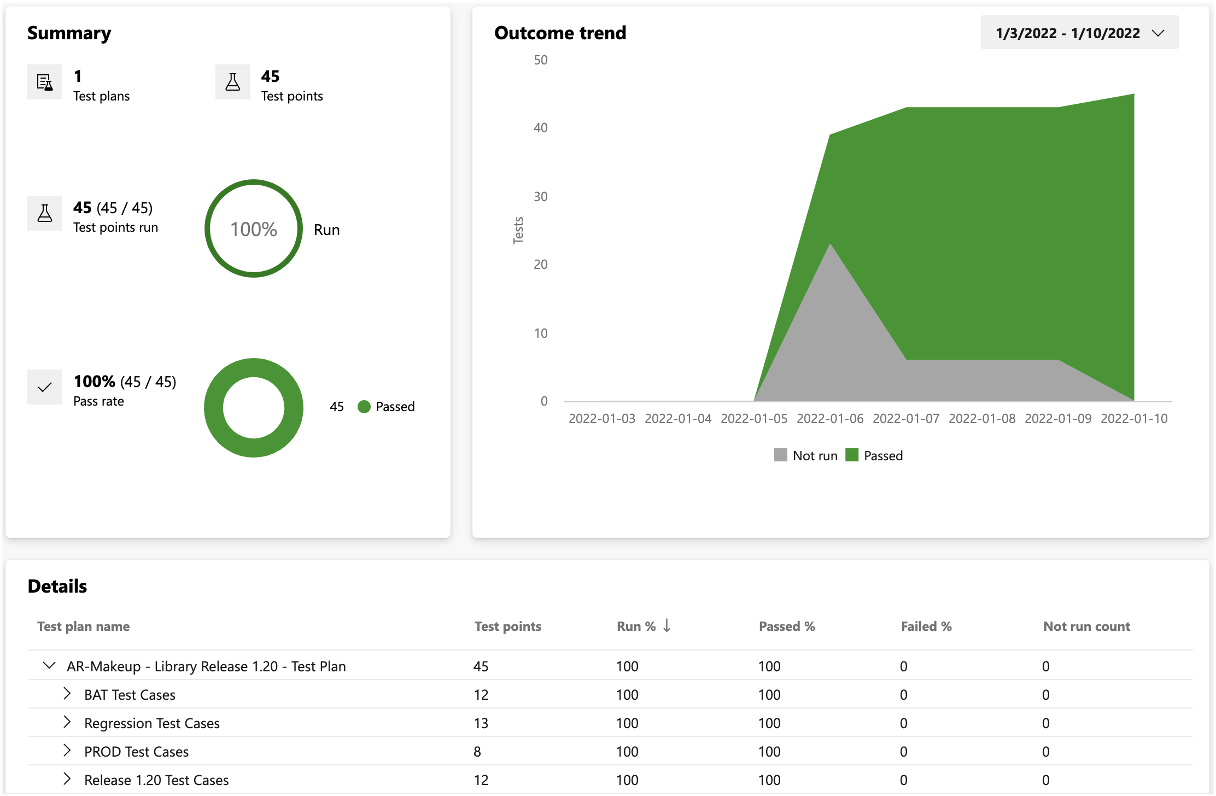 Summary
1
Test plans
45
Test points
45 (45 / 45)
Test points run
100%
Run
100% (45 / 45)
Pass rate
45 Passed
Outcome trend
1/3/2022 - 1/10/2022
50
40
30
20
10
0
Tests
2022-01-03 2022-01-04 2022-01-05 2022-01-06 2022-01-07 2022-01-08 2022-01-09 2022-01-10
Not run Passed
Details
Test plan name Test points Run % ↓ Passed % Failed % Not run count
AR-Makeup - Library Release 1.20 - Test Plan 45 100 100 0 0
BAT Test Cases 12 100 100 0 0
Regression Test Cases 13 100 100 0 0
PROD Test Cases 8 100 100 0 0
Release 1.20 Test Cases 12 100 100 0 0